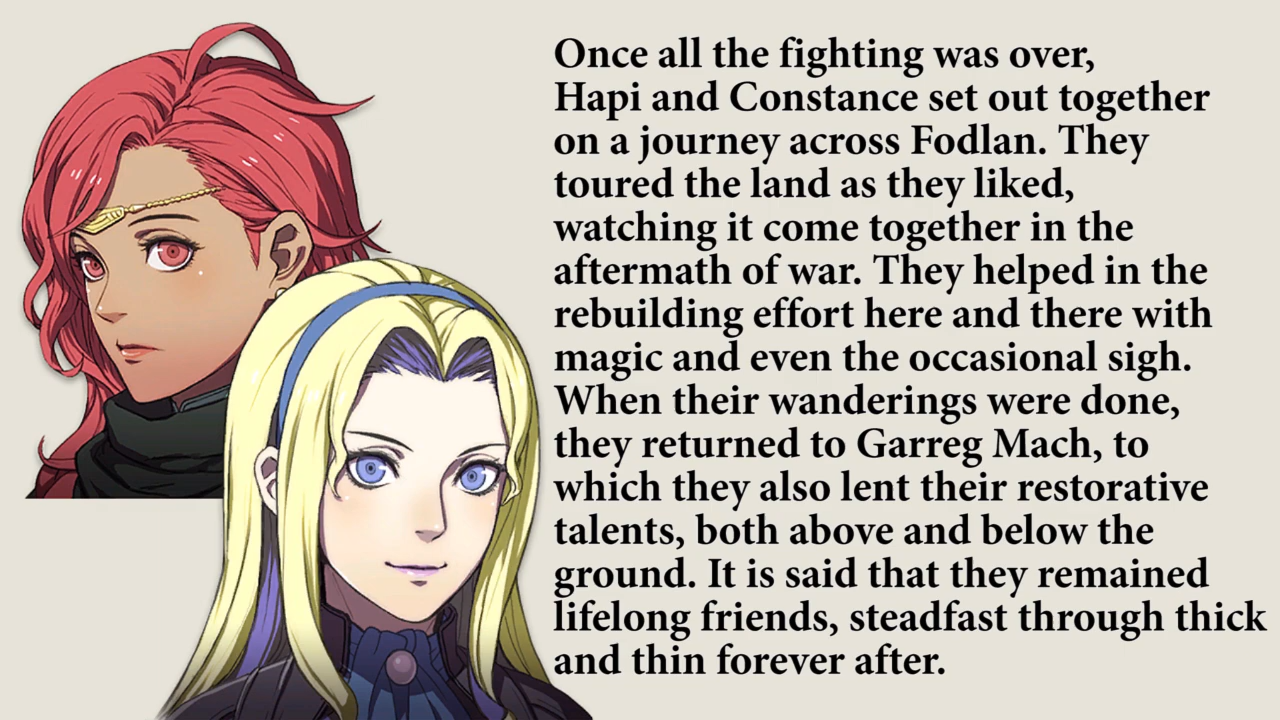 Once all the fighting was over,
Hapi and Constance set out together
on a journey across Fodlan. They
toured the land as they liked,
watching it come together in the
aftermath of war. They helped in the
rebuilding effort here and there with
magic and even the occasional sigh.
When their wanderings were done,
they returned to Garreg Mach, to
which they also lent their restorative
talents, both above and below the
ground. It is said that they remained
lifelong friends, steadfast through thick
and thin forever after.